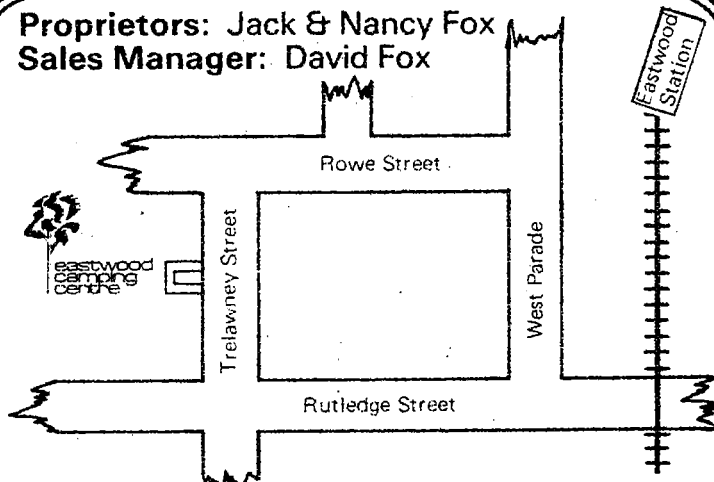 Proprietors: Jack & Nancy Fox
Sales Manager: David Fox
Eastwood
Station
Rowe Street
eastwood
camping
centre
Trelawney Street
West Parade
Rutledge Street